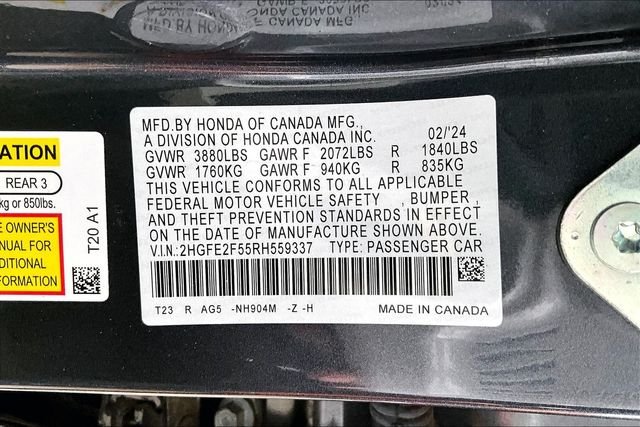 MFD.BY HONDA OF CANADA MFG.,
A DIVISION OF HONDA CANADA INC. 02/'24
GVWR 3880LBS GAWR F 2072LBS R 1840LBS
GVWR 1760KG GAWR F 940KG R 835KG
THIS VEHICLE CONFORMS TO ALL APPLICABLE
FEDERAL MOTOR VEHICLE SAFETY , BUMPER ,
AND THEFT PREVENTION STANDARDS IN EFFECT
ON THE DATE OF MANUFACTURE SHOWN ABOVE.
V.I.N.:2HGFE2F55RH559337 TYPE: PASSENGER CAR
T23 R AG5 -NH904M -Z -H MADE IN CANADA
ATION
REAR 3
kg or 850lbs.
OWNER'S
FOR
T20 A1